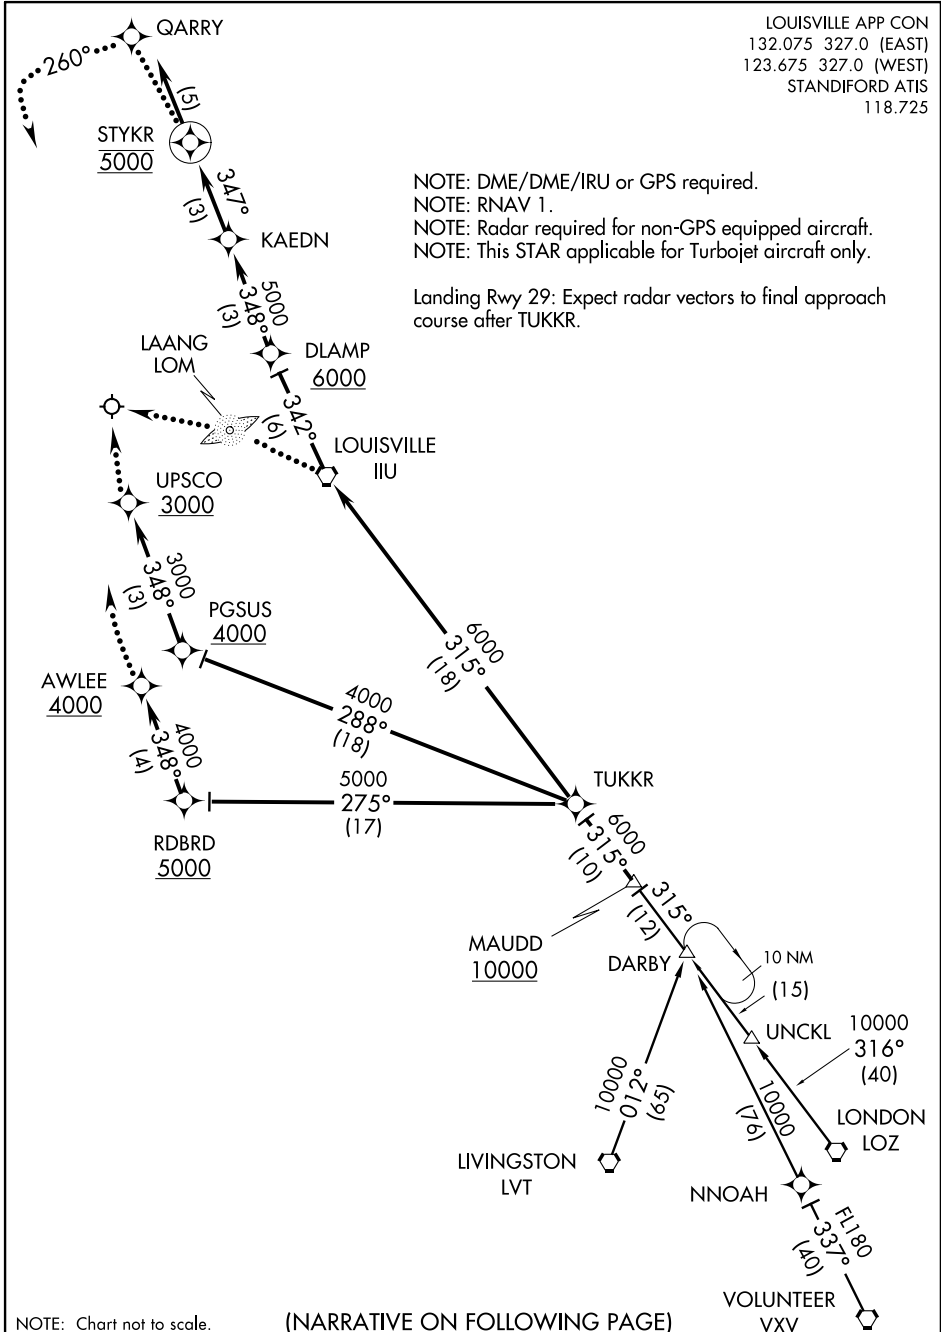 QARRY
LOUISVILLE APP CON
132.075 327.0 (EAST)
123.675 327.0 (WEST)
STANDIFORD ATIS
118.725
260°
(5)
STYKR
5000
347°
(3)
KAEDN
NOTE: DME/DME/IRU or GPS required.
NOTE: RNAV 1.
NOTE: Radar required for non-GPS equipped aircraft.
NOTE: This STAR applicable for Turbojet aircraft only.
Landing Rwy 29: Expect radar vectors to final approach
course after TUKKR.
5000
348°
(3)
LAANG
LOM
DLAMP
6000
342°
(6)
LOUISVILLE
IIU
UPSCO
3000
3000
348°
(3)
PGSUS
4000
6000
315°
(18)
AWLEE
4000
4000
348°
(4)
4000
288°
(18)
5000
275°
(17)
TUKKR
RDBRD
5000
6000
315°
(10)
315°
(12)
MAUDD
10000
DARBY
10 NM
(15)
UNCKL
10000
316°
(40)
10000
012°
(65)
10000
(76)
LONDON
LOZ
LIVINGSTON
LVT
NNOAH
FL180
337°
(40)
VOLUNTEER
VXV
NOTE: Chart not to scale.
(NARRATIVE ON FOLLOWING PAGE)